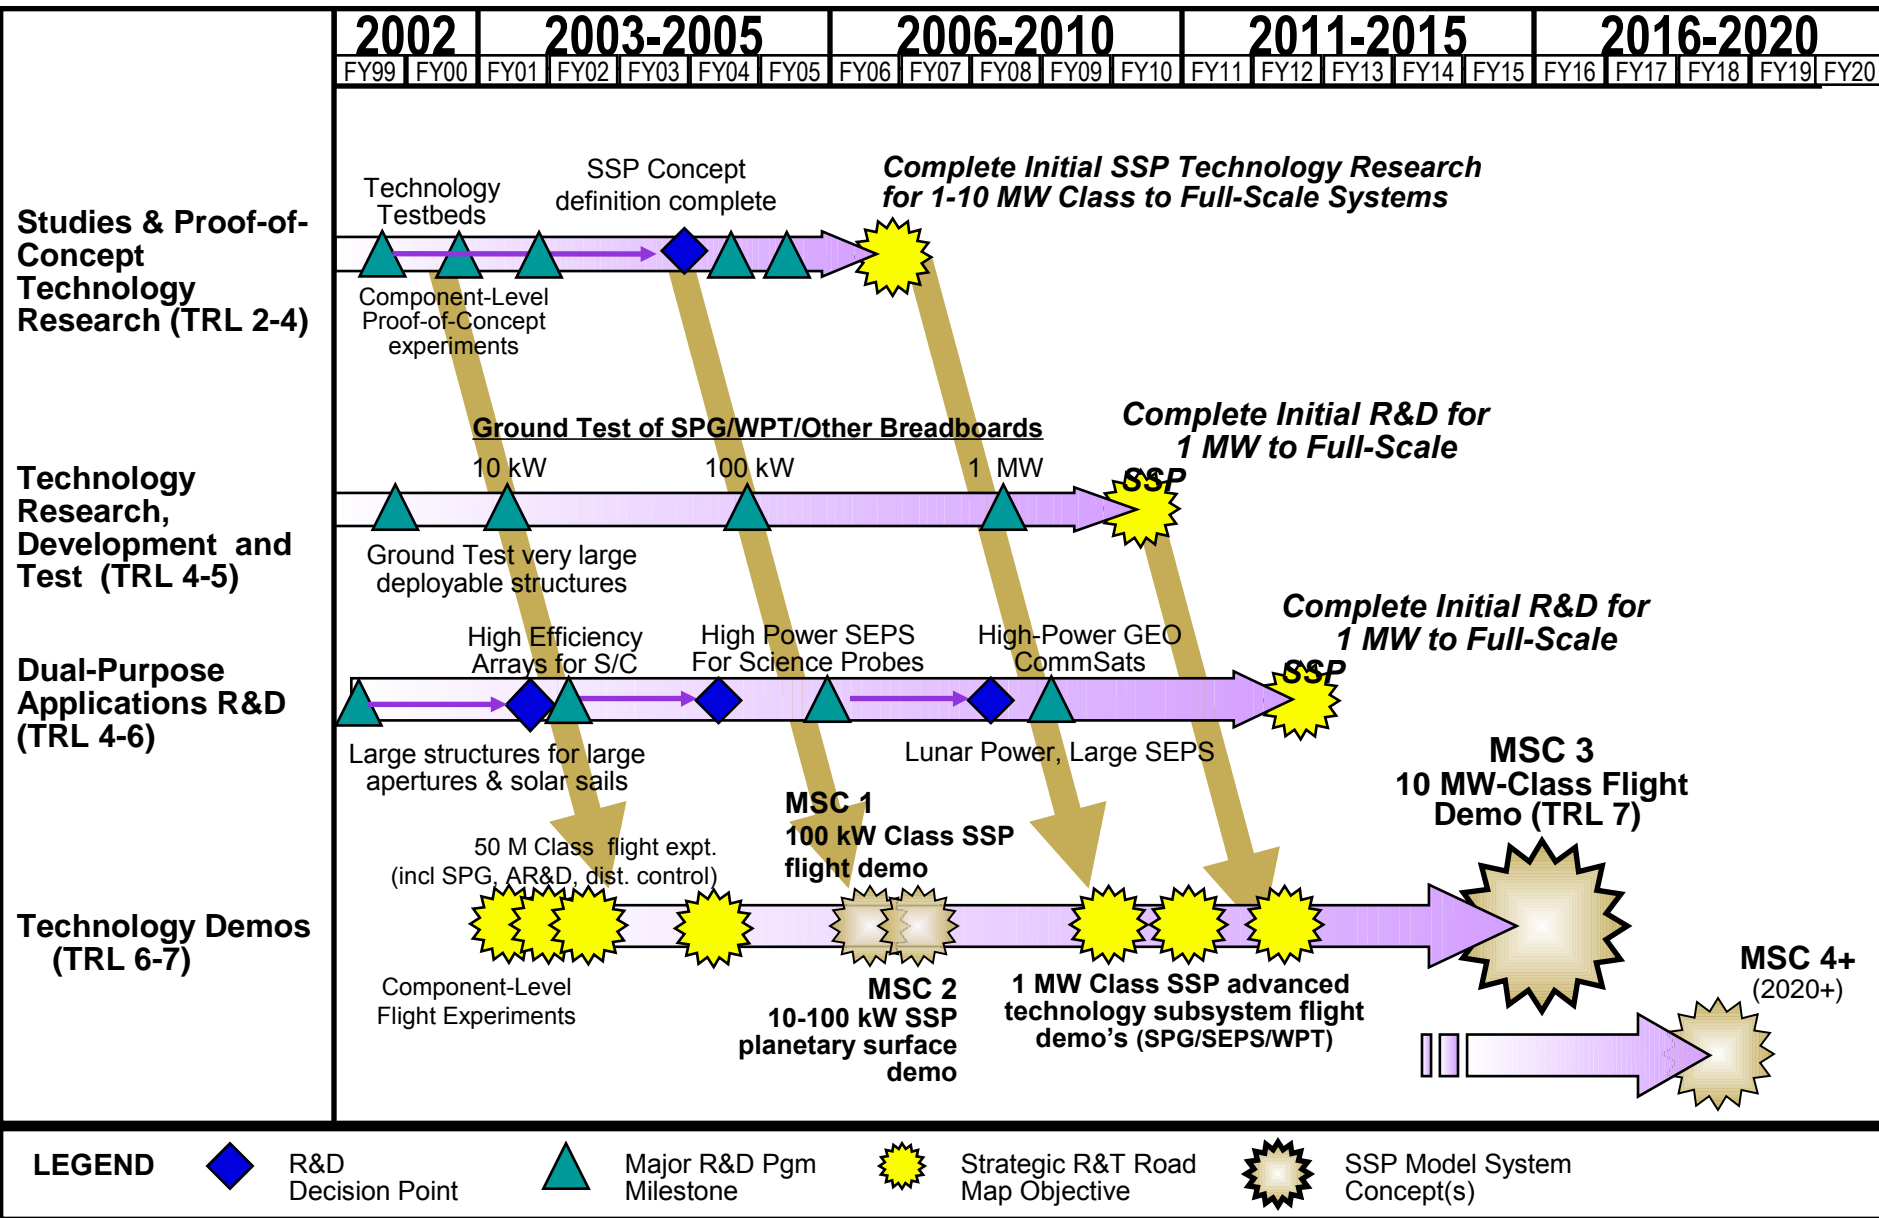 2002 2003-2005 2006-2010 2011-2015 2016-2020
FY99 FY00 FY01 FY02 FY03 FY04 FY05 FY06 FY07 FY08 FY09 FY10 FY11 FY12 FY13 FY14 FY15 FY16 FY17 FY18 FY19 FY20
Studies & Proof-of-
Concept
Technology
Research (TRL 2-4)
Technology
Testbeds
SSP Concept
definition complete
Complete Initial SSP Technology Research
for 1-10 MW Class to Full-Scale Systems
Component-Level
Proof-of-Concept
experiments
Technology
Research,
Development and
Test (TRL 4-5)
Ground Test of SPG/WPT/Other Breadboards
10 kW 100 kW 1 MW
Complete Initial R&D for
1 MW to Full-Scale
SSP
Ground Test very large
deployable structures
Dual-Purpose
Applications R&D
(TRL 4-6)
High Efficiency
Arrays for S/C
High Power SEPS
For Science Probes
High-Power GEO
CommSats
Complete Initial R&D for
1 MW to Full-Scale
SSP
Large structures for large
apertures & solar sails
Lunar Power, Large SEPS
Technology Demos
(TRL 6-7)
50 M Class flight expt.
(incl SPG, AR&D, dist. control)
MSC 1
100 kW Class SSP
flight demo
MSC 3
10 MW-Class Flight
Demo (TRL 7)
Component-Level
Flight Experiments
MSC 2
10-100 kW SSP
planetary surface
demo
1 MW Class SSP advanced
technology subsystem flight
demo's (SPG/SEPS/WPT)
MSC 4+
(2020+)
LEGEND
R&D
Decision Point
Major R&D Pgm
Milestone
Strategic R&T Road
Map Objective
SSP Model System
Concept(s)